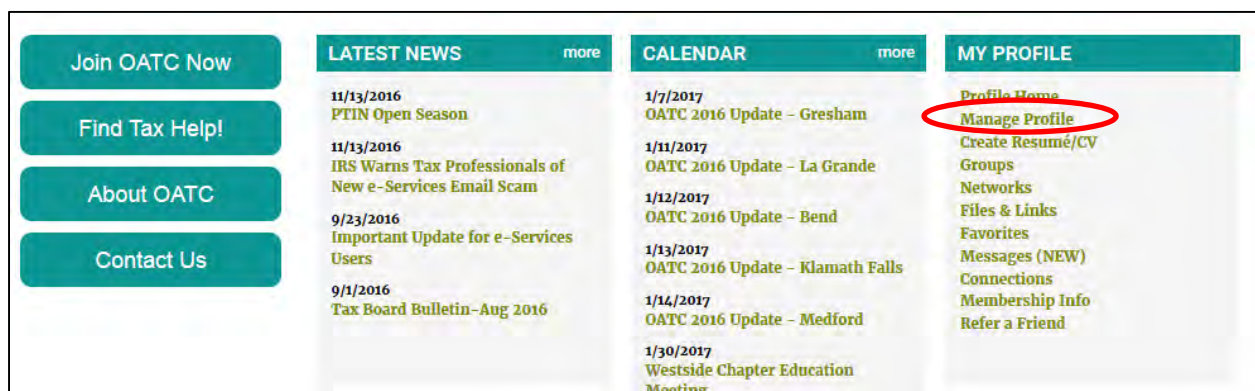 Join OATC Now
Find Tax Help!
About OATC
Contact Us
LATEST NEWS more
11/13/2016
PTIN Open Season
11/13/2016
IRS Warns Tax Professionals of
New e-Services Email Scam
9/23/2016
Important Update for e-Services
Users
9/1/2016
Tax Board Bulletin-Aug 2016
CALENDAR more
1/7/2017
OATC 2016 Update - Gresham
1/11/2017
OATC 2016 Update - La Grande
1/12/2017
OATC 2016 Update - Bend
1/13/2017
OATC 2016 Update - Klamath Falls
1/14/2017
OATC 2016 Update - Medford
1/30/2017
Westside Chapter Education
Meeting
MY PROFILE
Profile Home
Manage Profile
Create Resumé/CV
Groups
Networks
Files & Links
Favorites
Messages (NEW)
Connections
Membership Info
Refer a Friend